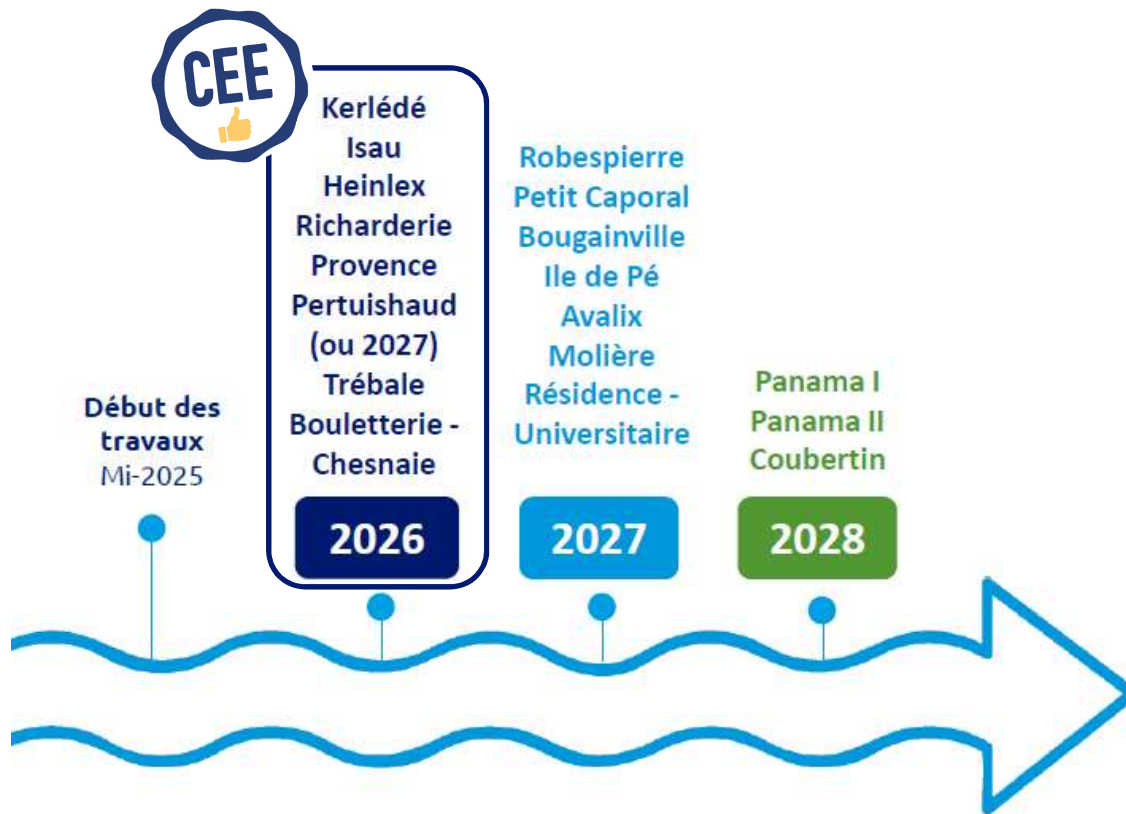 CEE
Kerlédé
Isau
Heinlex
Richarderie
Provence
Pertuishaud
(ou 2027)
Trébale
Bouletterie -
Chesnaie
2026
Robespierre
Petit Caporal
Bougainville
Ile de Pé
Avalix
Molière
Résidence -
Universitaire
2027
Panama I
Panama II
Coubertin
2028
Début des
travaux
Mi-2025